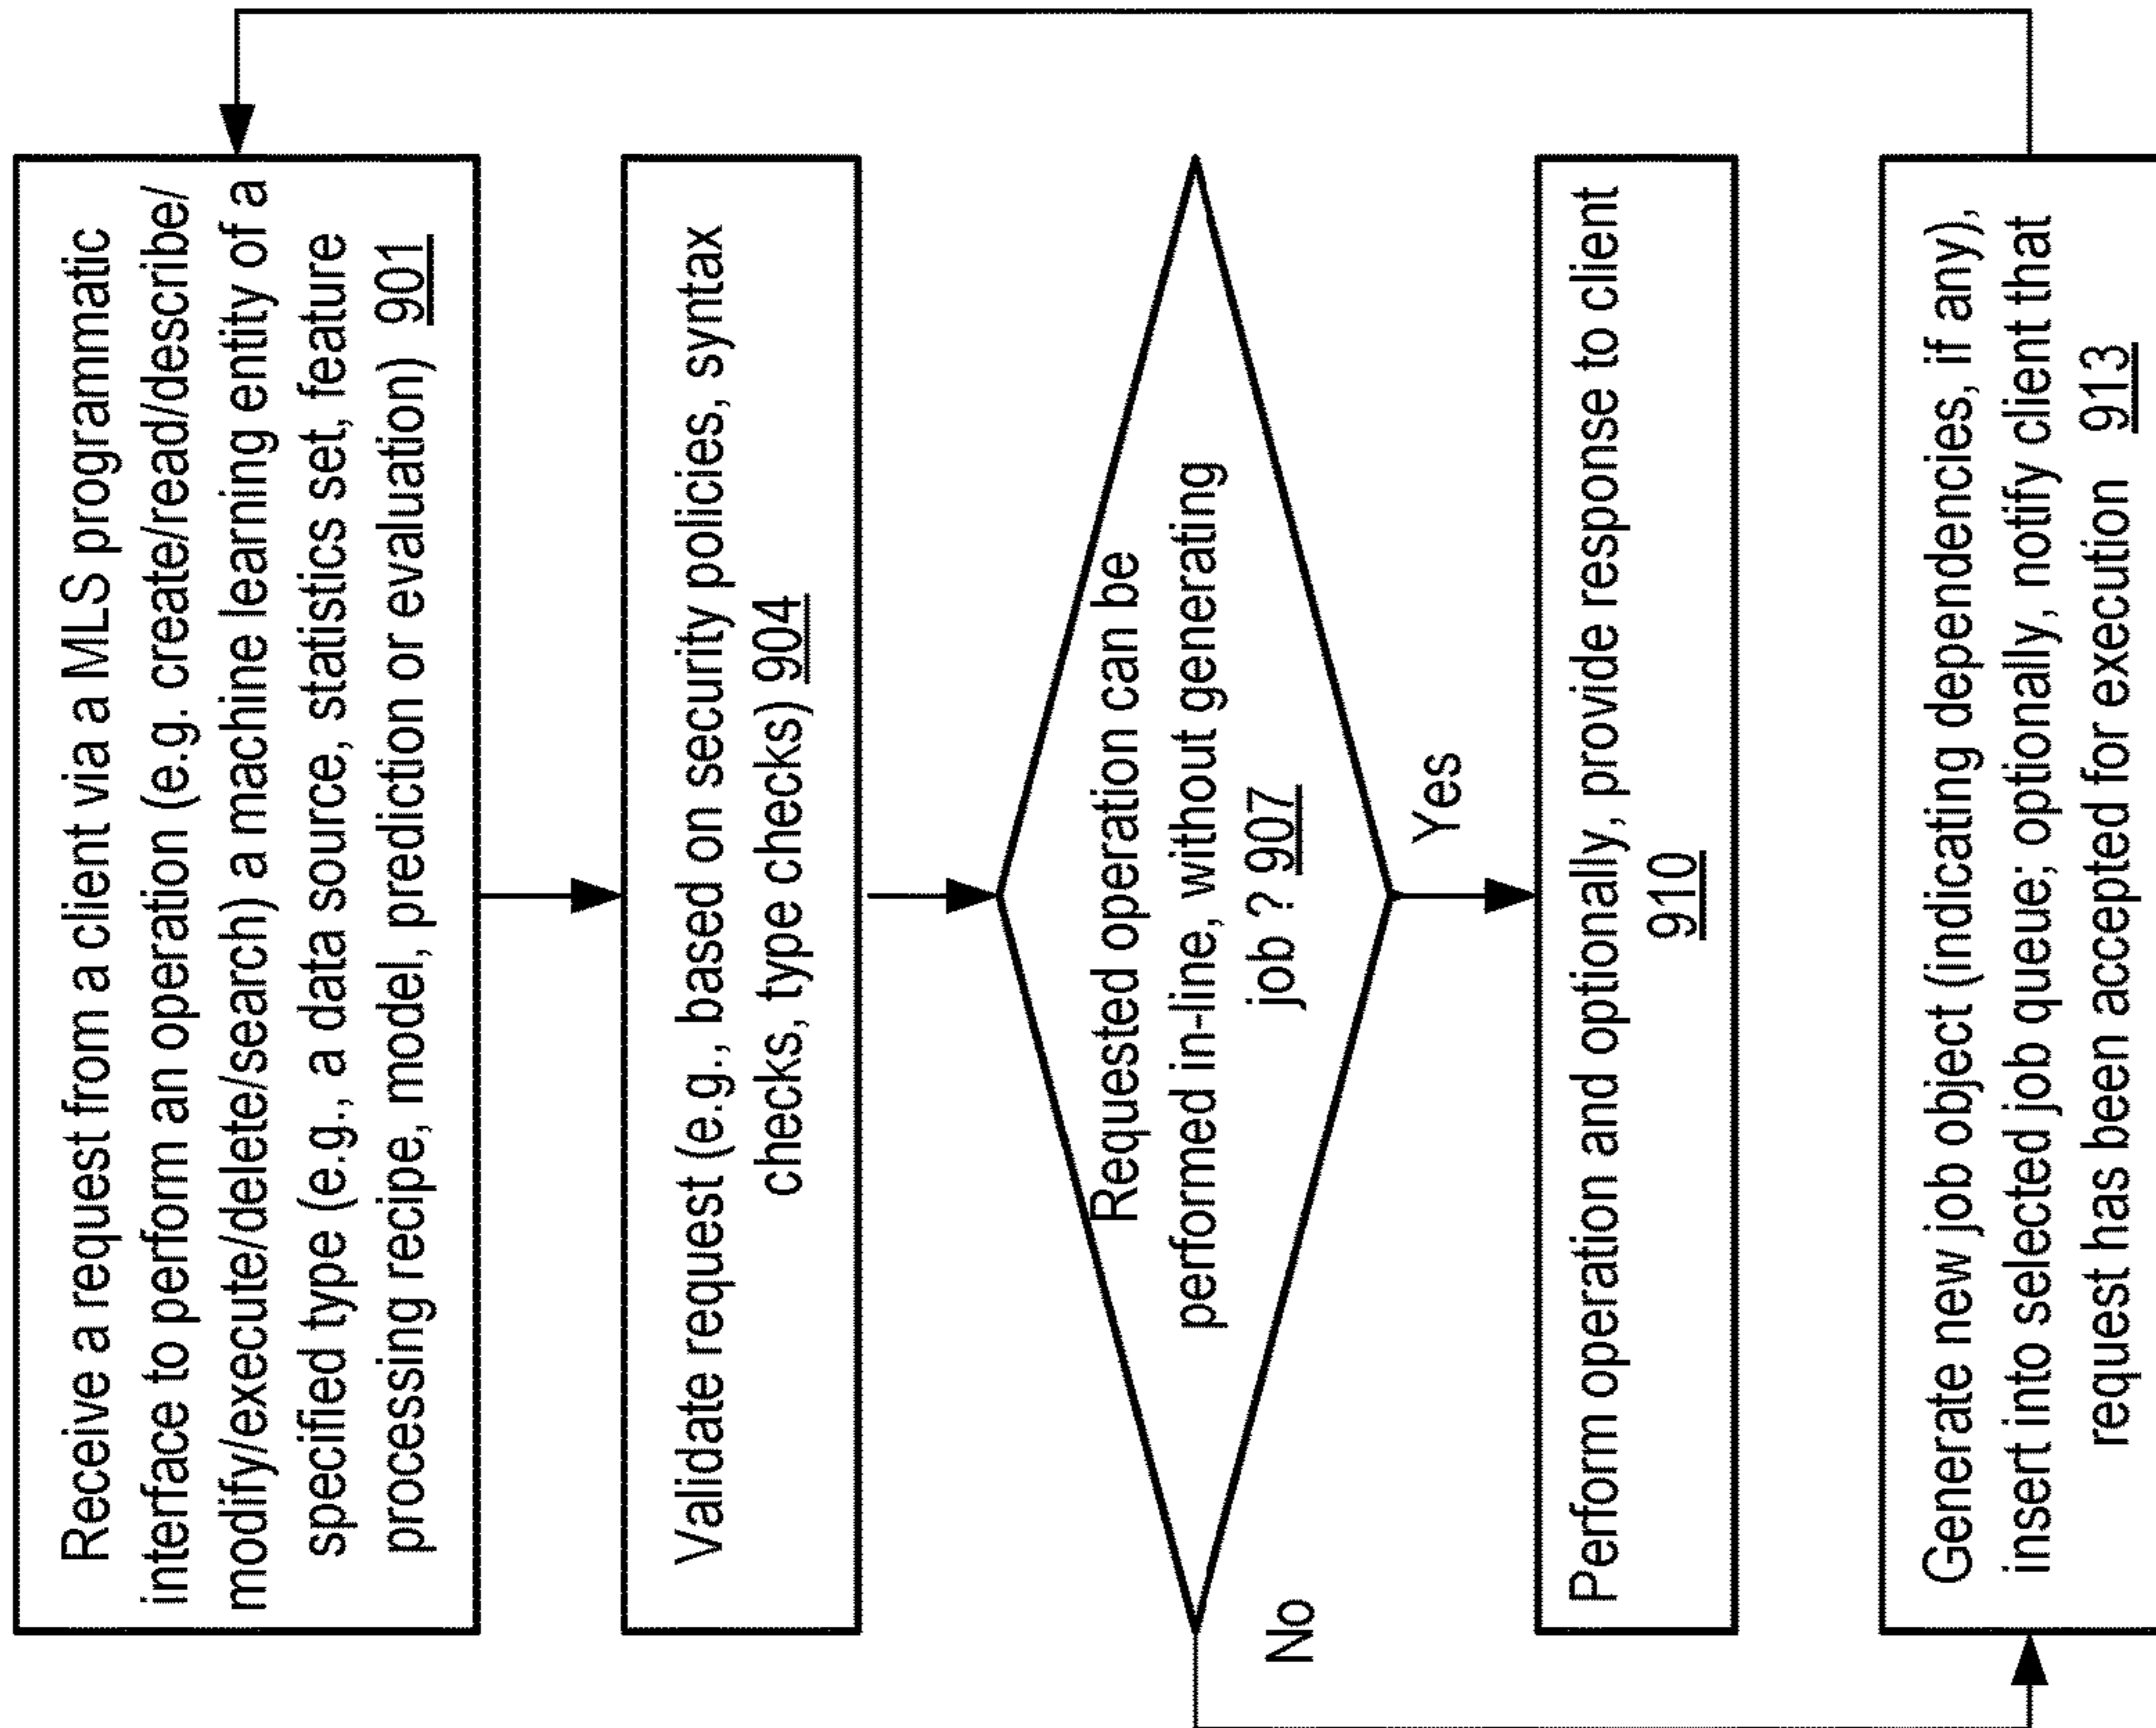 Receive a request from a client via a MLS programmatic
interface to perform an operation (e.g. create/read/describe/
modify/execute/delete/search) a machine learning entity of a
specified type (e.g., a data source, statistics set, feature
processing recipe, model, prediction or evaluation) 901
Validate request (e.g., based on security policies, syntax
checks, type checks) 904
Requested operation can be
performed in-line, without generating
job ? 907
Yes
No
Perform operation and optionally, provide response to client
910
Generate new job object (indicating dependencies, if any),
insert into selected job queue; optionally, notify client that
request has been accepted for execution 913